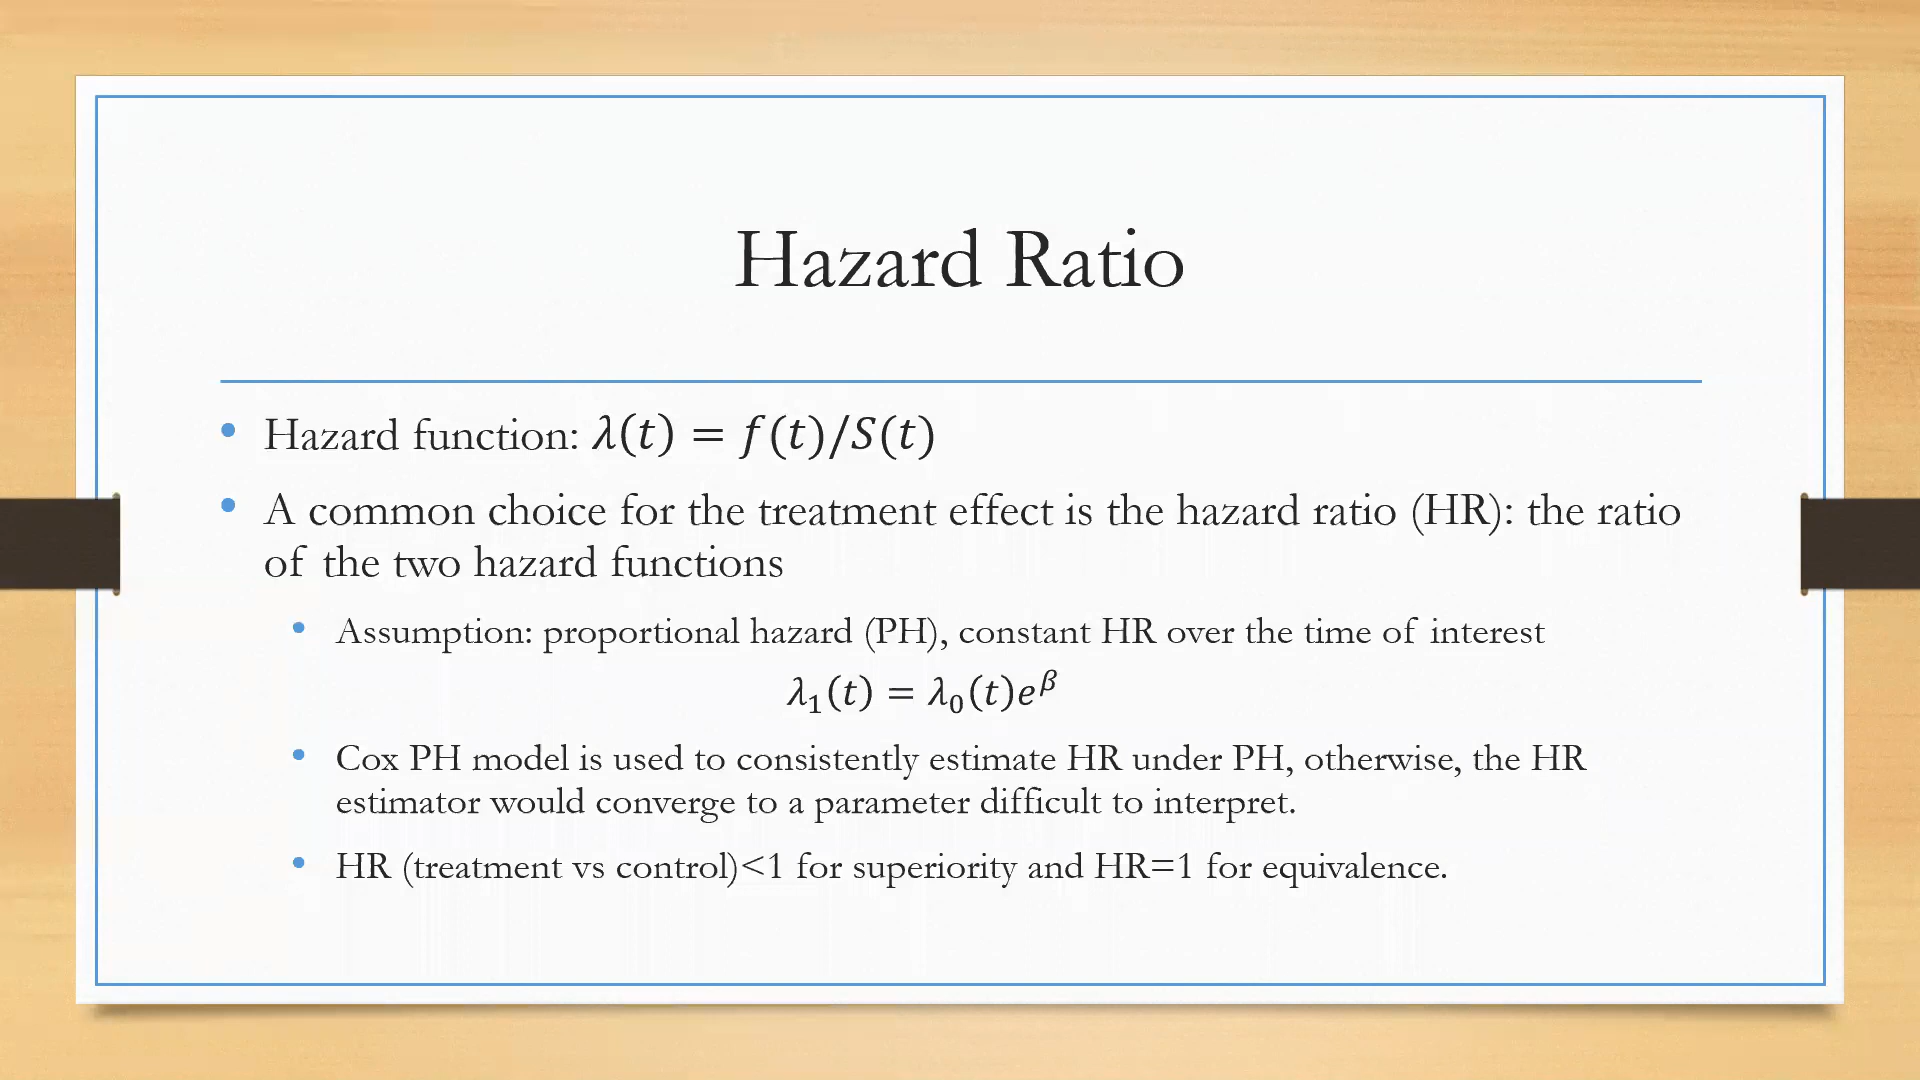 Hazard Ratio
• Hazard function: λ(t) = f(t)/S(t)
• A common choice for the treatment effect is the hazard ratio (HR): the ratio
of the two hazard functions
• Assumption: proportional hazard (PH), constant HR over the time of interest
λ₁(t) = λ₀(t)e^β
• Cox PH model is used to consistently estimate HR under PH, otherwise, the HR
estimator would converge to a parameter difficult to interpret.
• HR (treatment vs control)<1 for superiority and HR=1 for equivalence.